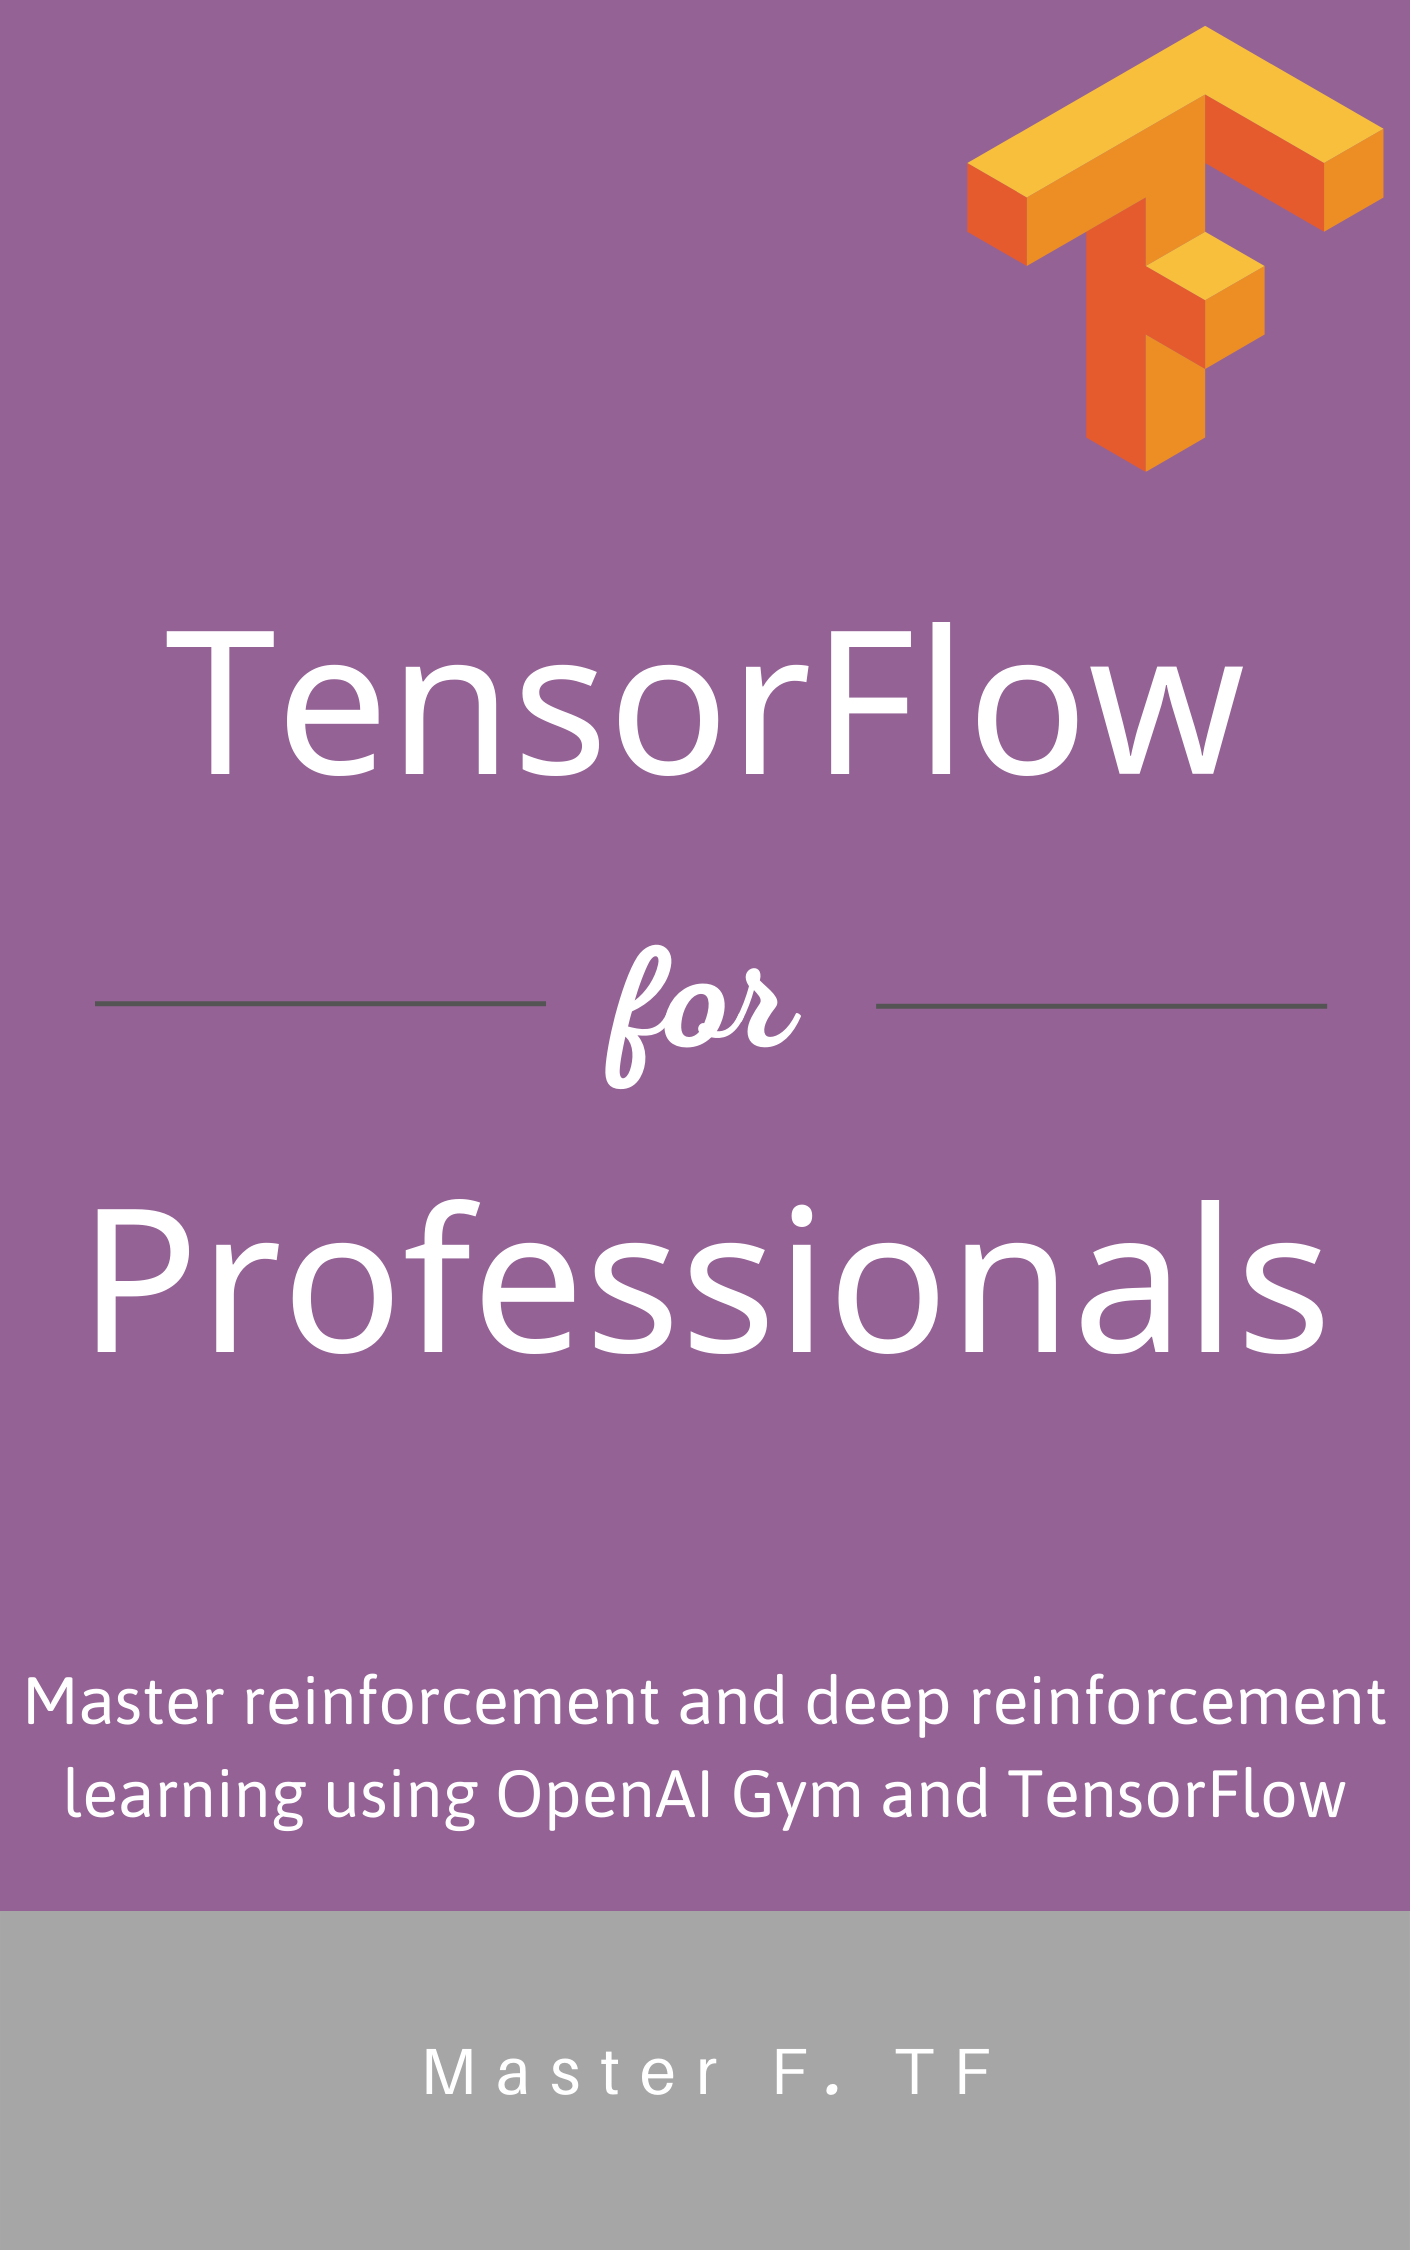 TensorFlow
for
Professionals
Master reinforcement and deep reinforcement
learning using OpenAI Gym and TensorFlow
Master F. TF